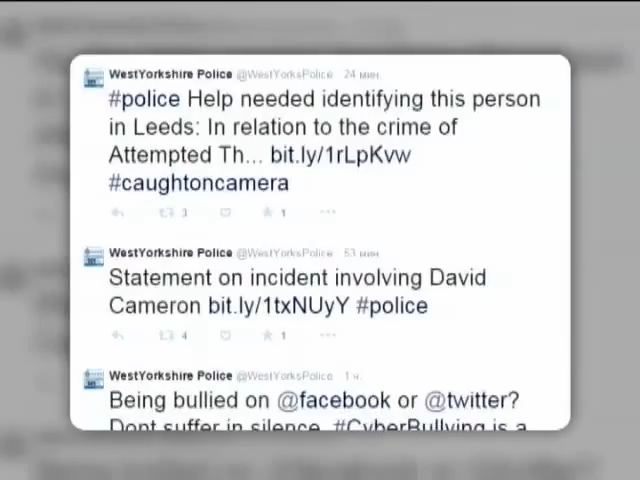 WestYorkshire Police @WestYorksPolice 24 мин
#police Help needed identifying this person
in Leeds: In relation to the crime of
Attempted Th... bit.ly/1rLpKvw
#caughtoncamera
3 1 ...
WestYorkshire Police @WestYorksPolice 53 мин
Statement on incident involving David
Cameron bit.ly/1txNUyY #police
4 1 ...
WestYorkshire Police @WestYorksPolice 1 ч.
Being bullied on @facebook or @twitter?
Dont suffer in silence. #CyberBullying is a